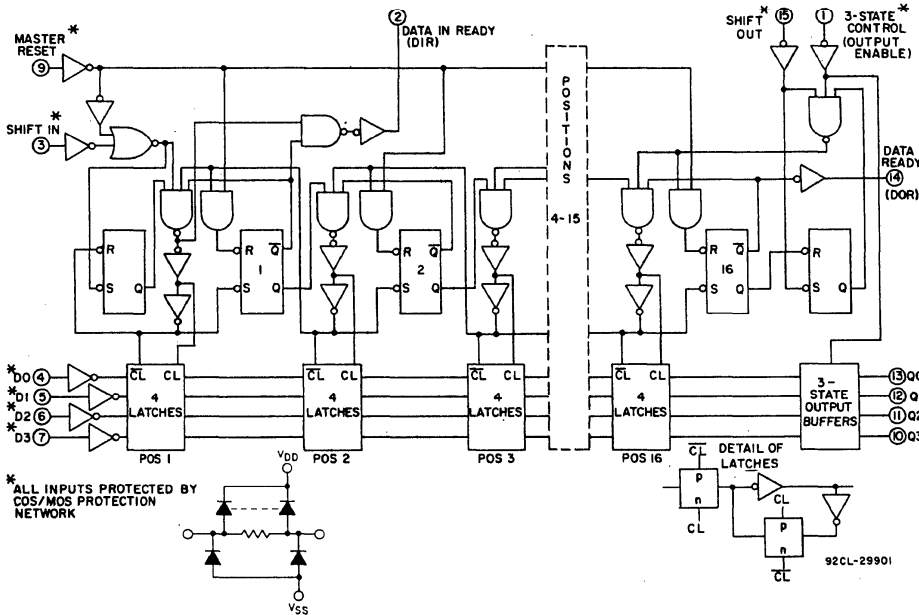 * MASTER RESET 9
2 DATA IN READY (DIR)
SHIFT* OUT 15
1 3-STATE* CONTROL (OUTPUT ENABLE)
* SHIFT IN 3
POSITIONS 4-15
DATA READY 14 (DOR)
R S Q
R S Q̅ Q 1
R S Q̅ Q 2
R S Q̅ Q 16
R S Q
C̅L̅ CL 4 LATCHES
C̅L̅ CL 4 LATCHES
C̅L̅ CL 4 LATCHES
C̅L̅ CL 4 LATCHES
3-STATE OUTPUT BUFFERS
*D0 4
*D1 5
*D2 6
*D3 7
13 Q0
12 Q
11 Q2
10 Q3
POS 1
POS 2
POS 3
POS 16
*ALL INPUTS PROTECTED BY
COS/MOS PROTECTION
NETWORK
VDD
VSS
DETAIL OF
LATCHES
C̅L̅
p
n
CL
CL
p
n
C̅L̅
92CL-29901